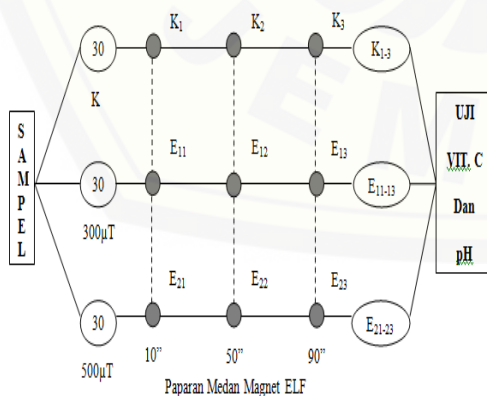 K₁ K₂ K₃
30 K₁₋₃
K
S
A
M
P
E
L
E₁₁ E₁₂ E₁₃
30 E₁₁₋₁₃
300µT
E₂₁ E₂₂ E₂₃
30 E₂₁₋₂₃
500µT
10” 50” 90”
Paparan Medan Magnet ELF
UJI
VIT. C
Dan
pH